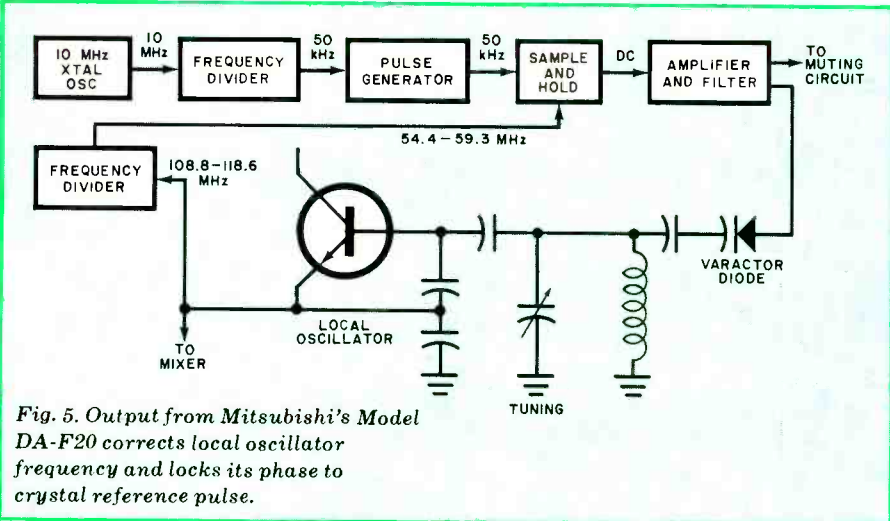 10 MHz
XTAL
OSC
10
MHz
FREQUENCY
DIVIDER
50
kHz
PULSE
GENERATOR
50
kHz
SAMPLE
AND
HOLD
DC
AMPLIFIER
AND FILTER
TO
MUTING
CIRCUIT
54.4–59.3 MHz
FREQUENCY
DIVIDER
108.8–118.6
MHz
VARACTOR
DIODE
LOCAL
OSCILLATOR
TO
MIXER
TUNING
Fig. 5. Output from Mitsubishi's Model
DA-F20 corrects local oscillator
frequency and locks its phase to
crystal reference pulse.